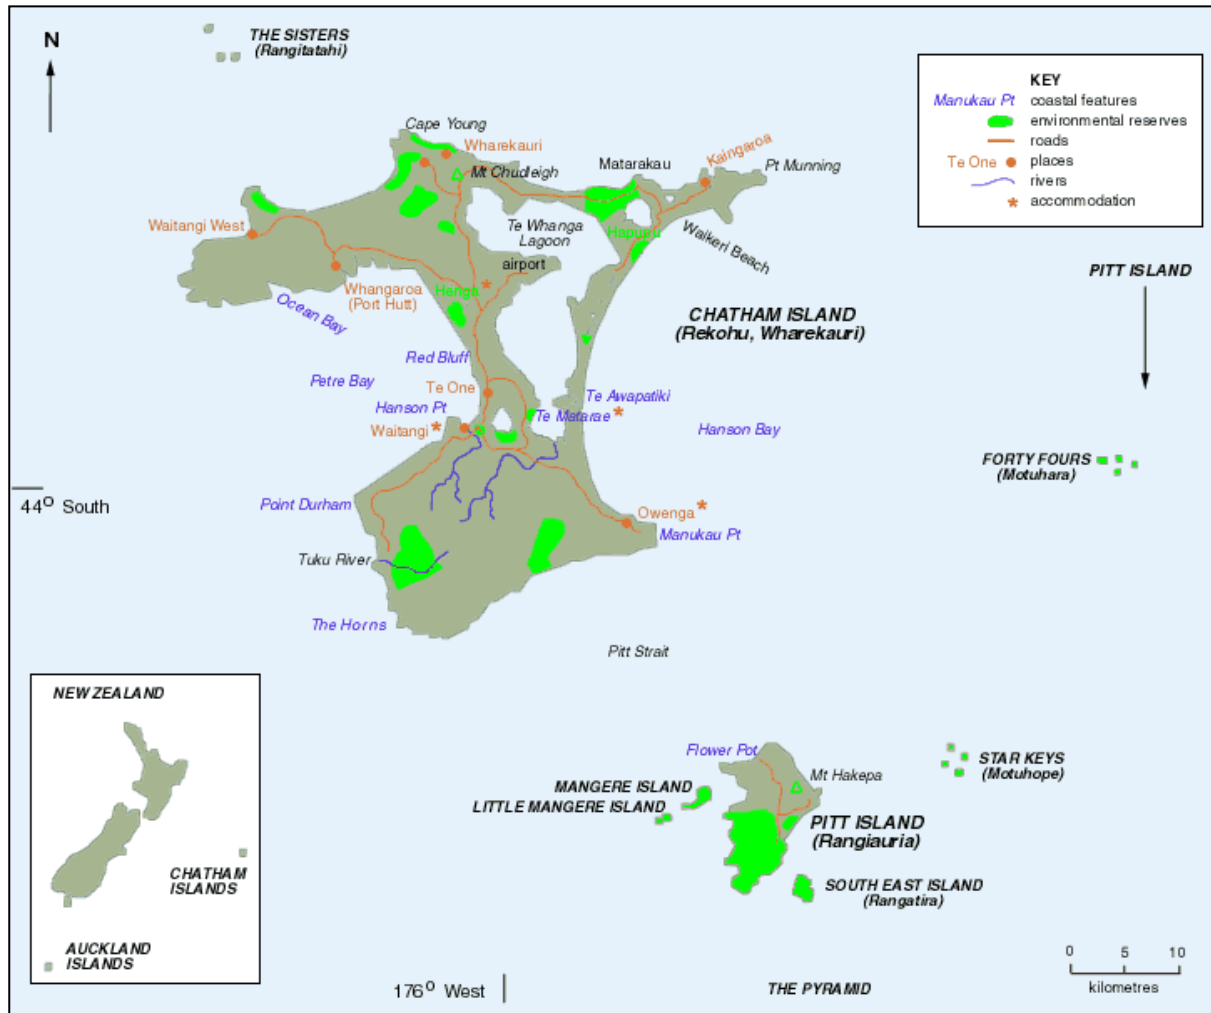 N
THE SISTERS
(Rangitatahi)
KEY
Manukau Pt coastal features
environmental reserves
roads
Te One places
rivers
* accommodation
Cape Young
Wharekauri
Mt Chudleigh
Matarakau
Kaingaroa
Pt Munning
Waitangi West
Te Whanga
Lagoon
Hapupu
Waikeri Beach
airport
Whangaroa
(Port Hutt)
Henga *
Ocean Bay
PITT ISLAND
CHATHAM ISLAND
(Rekohu, Wharekauri)
Red Bluff
Petre Bay
Te One
Te Awapatiki
Hanson Pt
Te Matarae *
Waitangi *
Hanson Bay
FORTY FOURS
(Motuhara)
44o South
Point Durham
Owenga *
Manukau Pt
Tuku River
The Horns
Pitt Strait
NEW ZEALAND
CHATHAM
ISLANDS
AUCKLAND
ISLANDS
Flower Pot
STAR KEYS
(Motuhope)
Mt Hakepa
MANGERE ISLAND
LITTLE MANGERE ISLAND
PITT ISLAND
(Rangiauria)
SOUTH EAST ISLAND
(Rangatira)
0 5 10
kilometres
176o West
THE PYRAMID